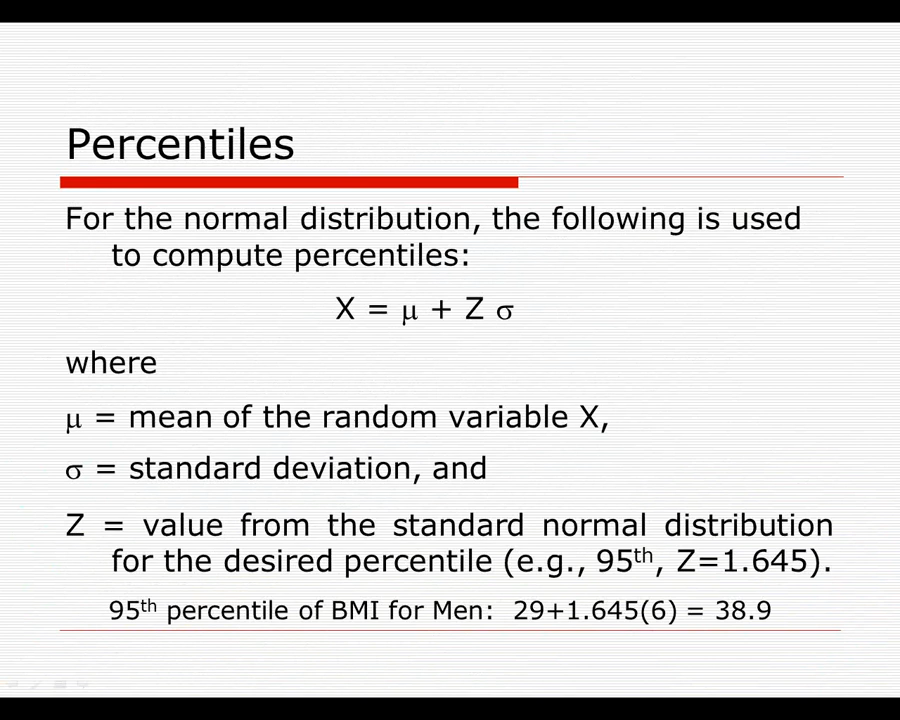 Percentiles
For the normal distribution, the following is used
to compute percentiles:
X = μ + Z σ
where
μ = mean of the random variable X,
σ = standard deviation, and
Z = value from the standard normal distribution
for the desired percentile (e.g., 95th, Z=1.645).
95th percentile of BMI for Men: 29+1.645(6) = 38.9